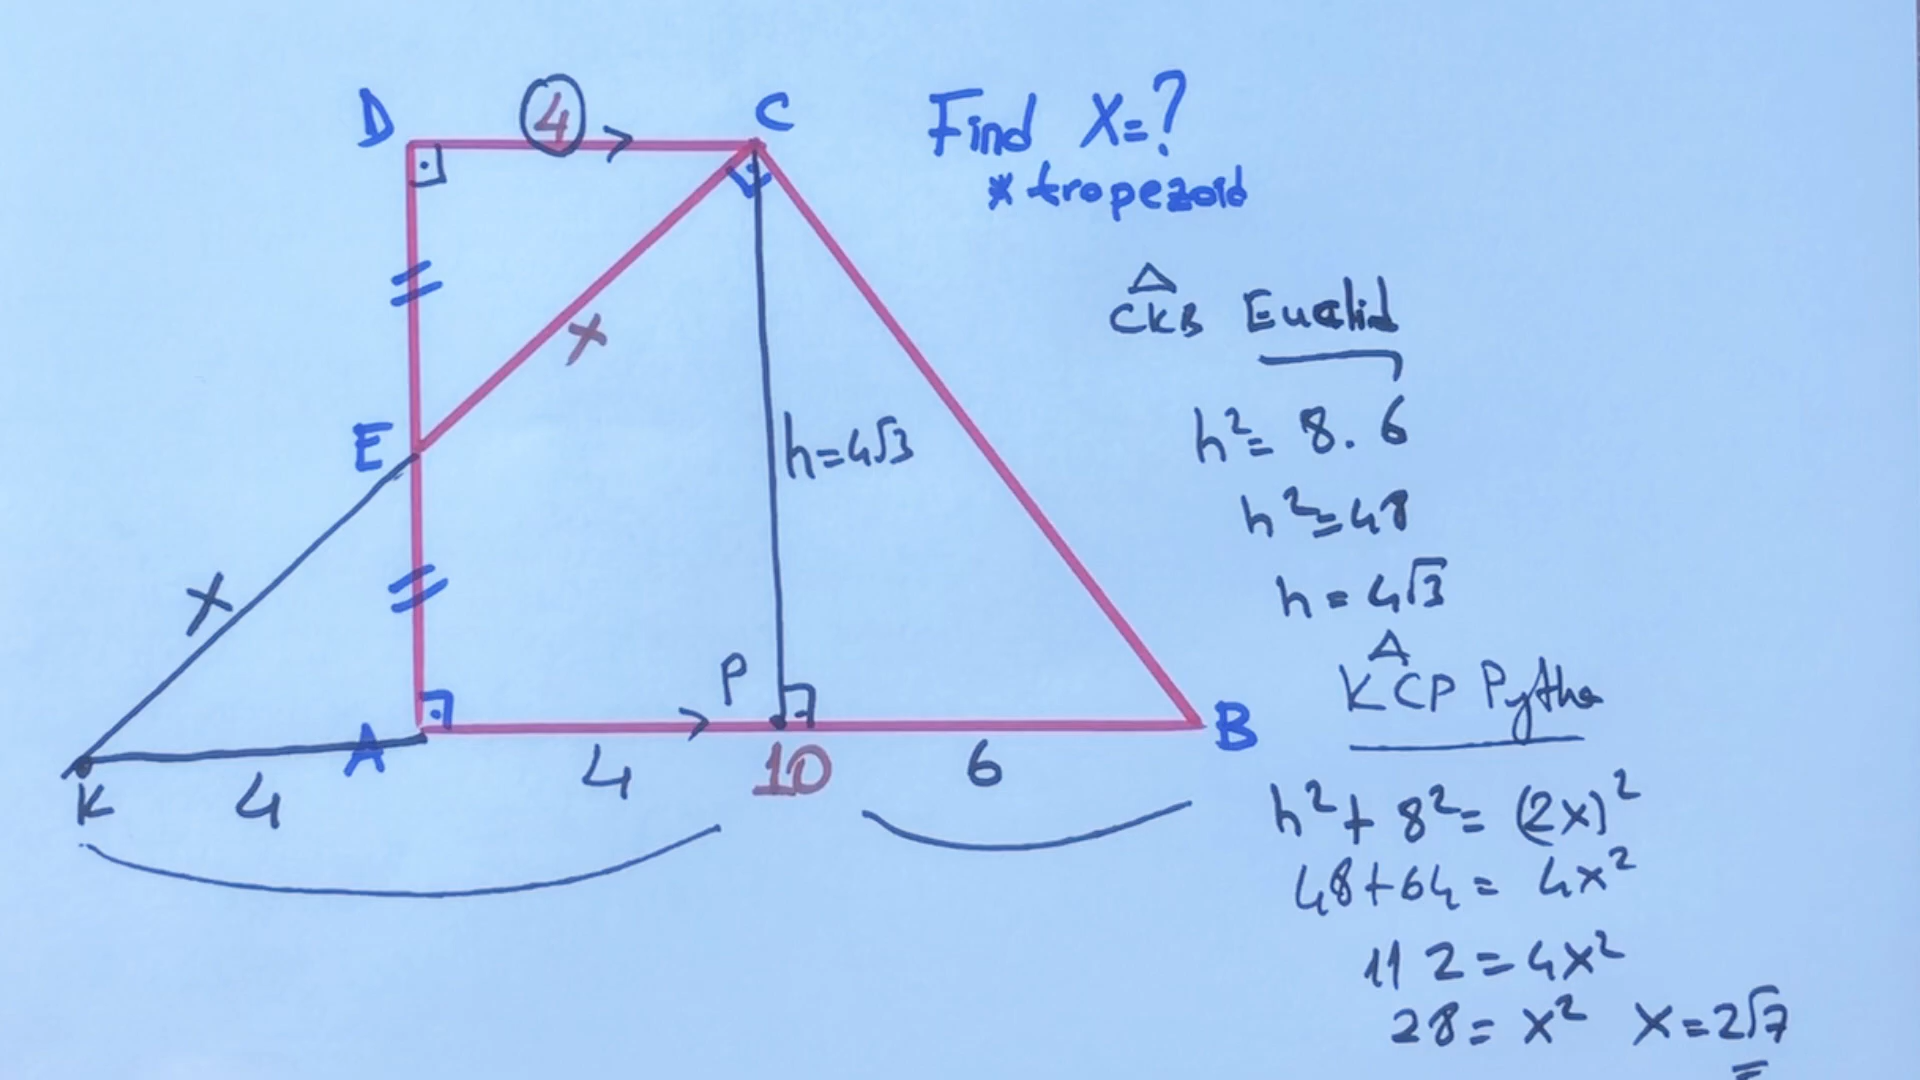 D 4 C
Find X=?
* tropezoid
X
E
X
h=4√3
P
A
B
K 4 4 10 6
CKB Euclid
h²= 8.6
h²=48
h=4√3
KCP Pytha
h²+8²=(2x)²
48+64=4x²
112=4x²
28=x² x=2√7